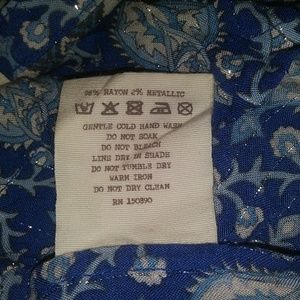 98% RAYON 2% METALLIC
GENTLE COLD HAND WASH
DO NOT SOAK
DO NOT BLEACH
LINE DRY IN SHADE
DO NOT TUMBLE DRY
WARM IRON
DO NOT DRY CLEAN
RN 150890